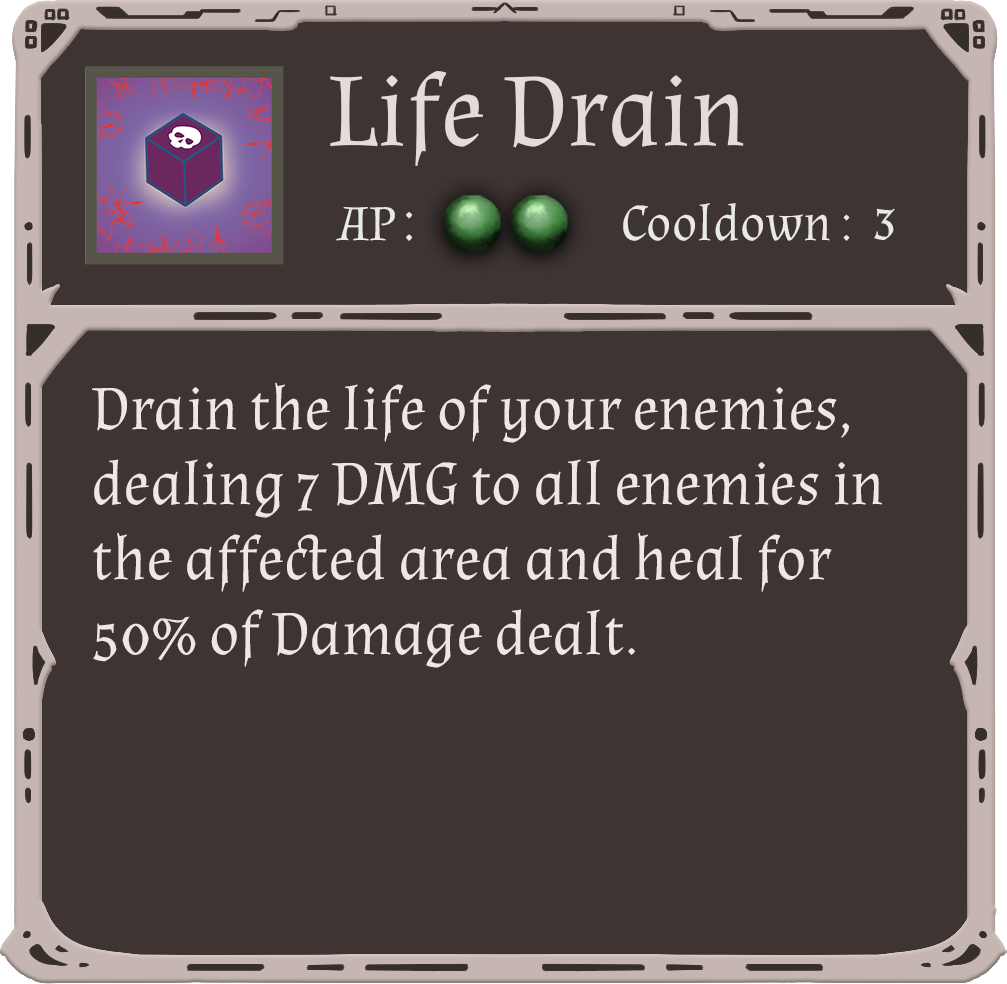 Life Drain
AP: Cooldown: 3
Drain the life of your enemies,
dealing 7 DMG to all enemies in
the affected area and heal for
50% of Damage dealt.